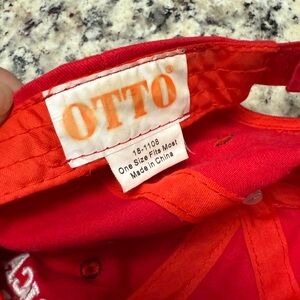 OTTO
18-1108
One Size Fits Most
Made in China